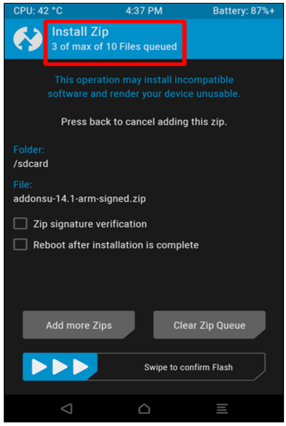 CPU: 42 °C 4:37 PM Battery: 87%+
Install Zip
3 of max of 10 Files queued
This operation may install incompatible
software and render your device unusable.
Press back to cancel adding this zip.
Folder:
/sdcard
File:
addonsu-14.1-arm-signed.zip
Zip signature verification
Reboot after installation is complete
Add more Zips Clear Zip Queue
Swipe to confirm Flash